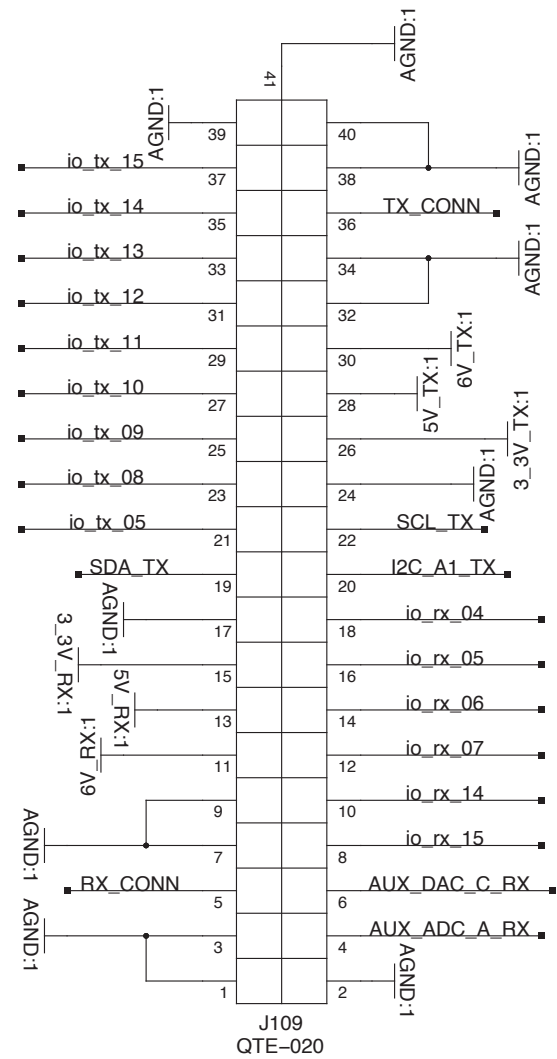 41 AGND:1
AGND:1 39 40
io_tx_15 37 38 AGND:1
io_tx_14 35 36 TX_CONN
io_tx_13 33 34 AGND:1
io_tx_12 31 32
io_tx_11 29 30 6V_TX:1
io_tx_10 27 28 5V_TX:1
io_tx_09 25 26 3_3V_TX:1
io_tx_08 23 24 AGND:1
io_tx_05 21 22 SCL_TX
SDA_TX 19 20 I2C_A1_TX
AGND:1 17 18 io_rx_04
3_3V_RX:1 15 16 io_rx_05
5V_RX:1 13 14 io_rx_06
6V_RX:1 11 12 io_rx_07
9 10 io_rx_14
AGND:1 7 8 io_rx_15
RX_CONN 5 6 AUX_DAC_C_RX
AGND:1 3 4 AUX_ADC_A_RX
1 2 AGND:1
J109
QTE–020